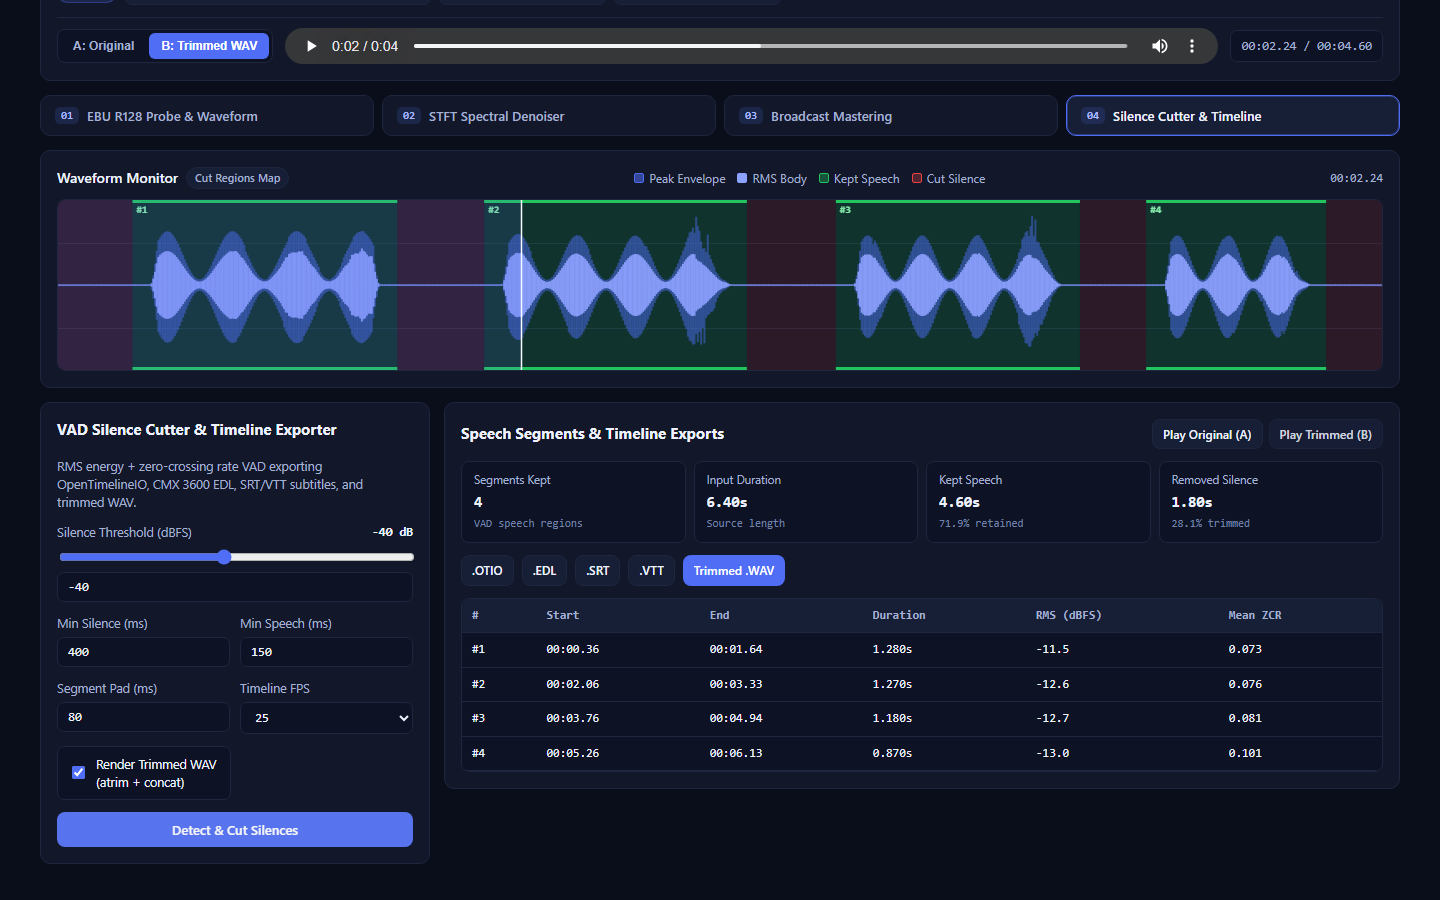 A: Original
B: Trimmed WAV
0:02 / 0:04
00:02.24 / 00:04.60
01 EBU R128 Probe & Waveform
02 STFT Spectral Denoiser
03 Broadcast Mastering
04 Silence Cutter & Timeline
Waveform Monitor
Cut Regions Map
Peak Envelope
RMS Body
Kept Speech
Cut Silence
00:02.24
#1
#2
#3
#4
VAD Silence Cutter & Timeline Exporter
RMS energy + zero-crossing rate VAD exporting
OpenTimelineIO, CMX 3600 EDL, SRT/VTT subtitles, and
trimmed WAV.
Silence Threshold (dBFS)
-40 dB
-40
Min Silence (ms)
Min Speech (ms)
400
150
Segment Pad (ms)
Timeline FPS
80
25
Render Trimmed WAV
(atrim + concat)
Detect & Cut Silences
Speech Segments & Timeline Exports
Play Original (A)
Play Trimmed (B)
Segments Kept
4
VAD speech regions
Input Duration
6.40s
Source length
Kept Speech
4.60s
71.9% retained
Removed Silence
1.80s
28.1% trimmed
.OTIO
.EDL
.SRT
.VTT
Trimmed .WAV
# Start End Duration RMS (dBFS) Mean ZCR
#1 00:00.36 00:01.64 1.280s -11.5 0.073
#2 00:02.06 00:03.33 1.270s -12.6 0.076
#3 00:03.76 00:04.94 1.180s -12.7 0.081
#4 00:05.26 00:06.13 0.870s -13.0 0.101